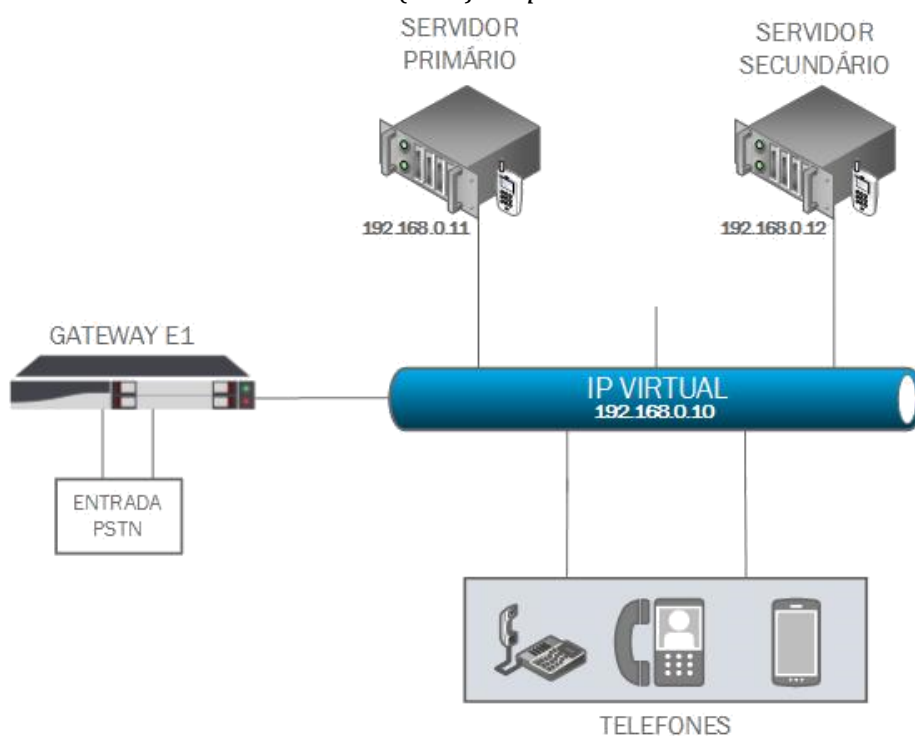 SERVIDOR
PRIMÁRIO
SERVIDOR
SECUNDÁRIO
192.168.0.11
192.168.0.12
GATEWAY E1
IP VIRTUAL
192.168.0.10
ENTRADA
PSTN
TELEFONES